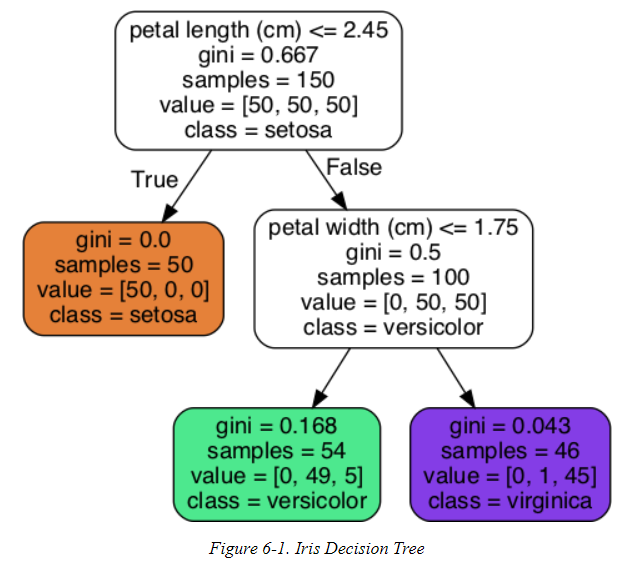 petal length (cm) <= 2.45
gini = 0.667
samples = 150
value = [50, 50, 50]
class = setosa
True
False
gini = 0.0
samples = 50
value = [50, 0, 0]
class = setosa
petal width (cm) <= 1.75
gini = 0.5
samples = 100
value = [0, 50, 50]
class = versicolor
gini = 0.168
samples = 54
value = [0, 49, 5]
class = versicolor
gini = 0.043
samples = 46
value = [0, 1, 45]
class = virginica
Figure 6-1. Iris Decision Tree